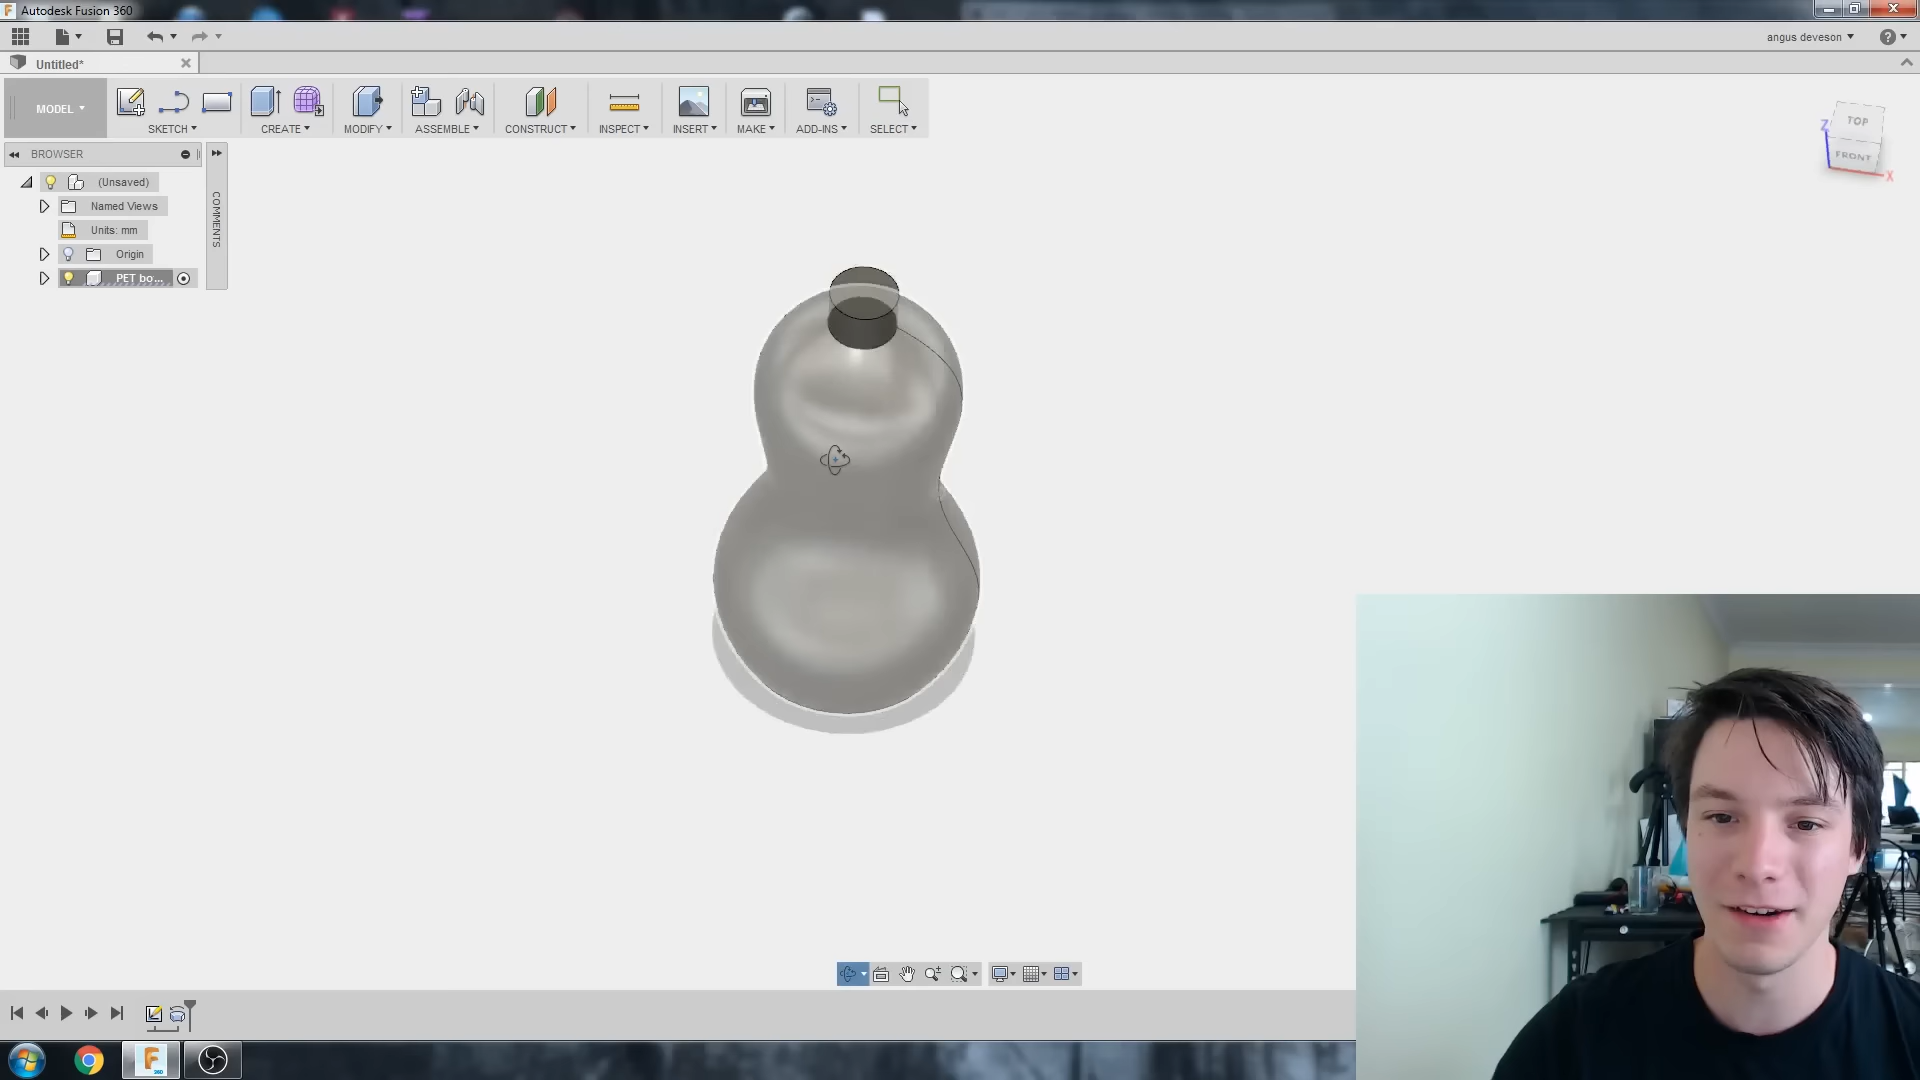 Autodesk Fusion 360
angus deveson
Untitled*
MODEL
SKETCH
CREATE
MODIFY
ASSEMBLE
CONSTRUCT
INSPECT
INSERT
MAKE
ADD-INS
SELECT
TOP
FRONT
Z
X
BROWSER
COMMENTS
(Unsaved)
Named Views
Units: mm
Origin
PET bo...